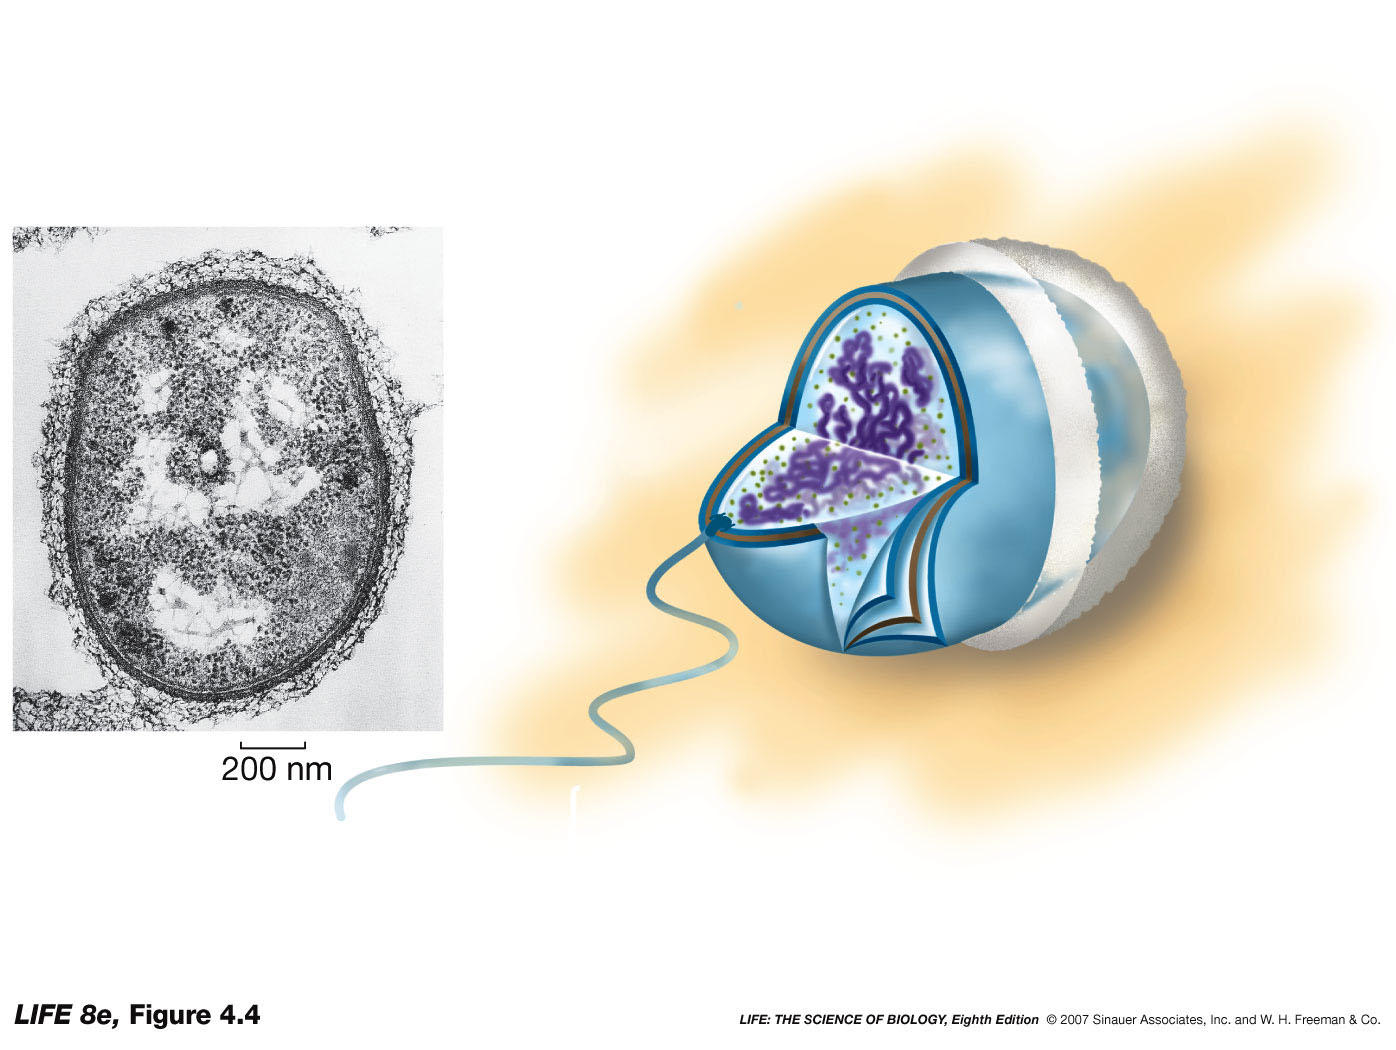 200 nm
LIFE 8e, Figure 4.4
LIFE: THE SCIENCE OF BIOLOGY, Eighth Edition © 2007 Sinauer Associates, Inc. and W. H. Freeman & Co.